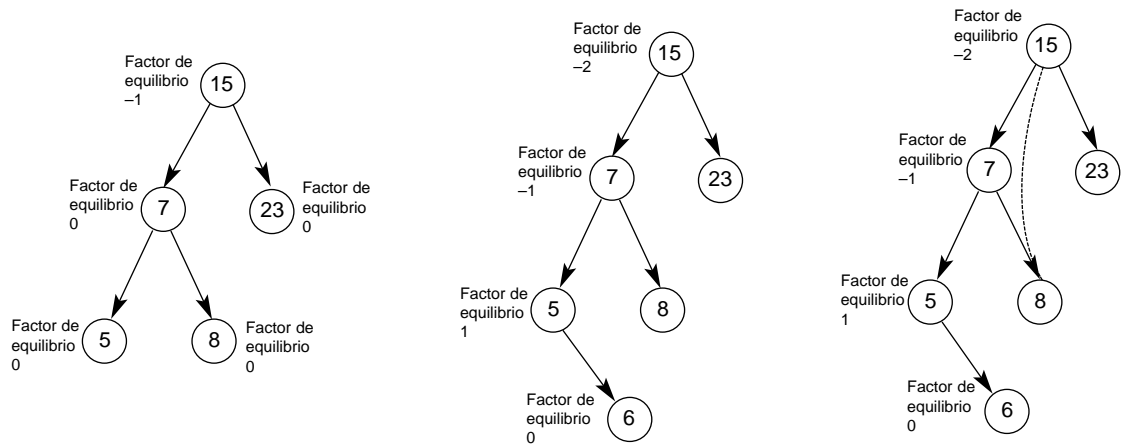 Factor de
equilibrio
–1
15
Factor de
equilibrio
0
7
23
Factor de
equilibrio
0
Factor de
equilibrio
0
5
8
Factor de
equilibrio
0
Factor de
equilibrio
–2
15
Factor de
equilibrio
–1
7
23
Factor de
equilibrio
1
5
8
Factor de
equilibrio
0
6
Factor de
equilibrio
–2
15
Factor de
equilibrio
–1
7
23
Factor de
equilibrio
1
5
8
Factor de
equilibrio
0
6